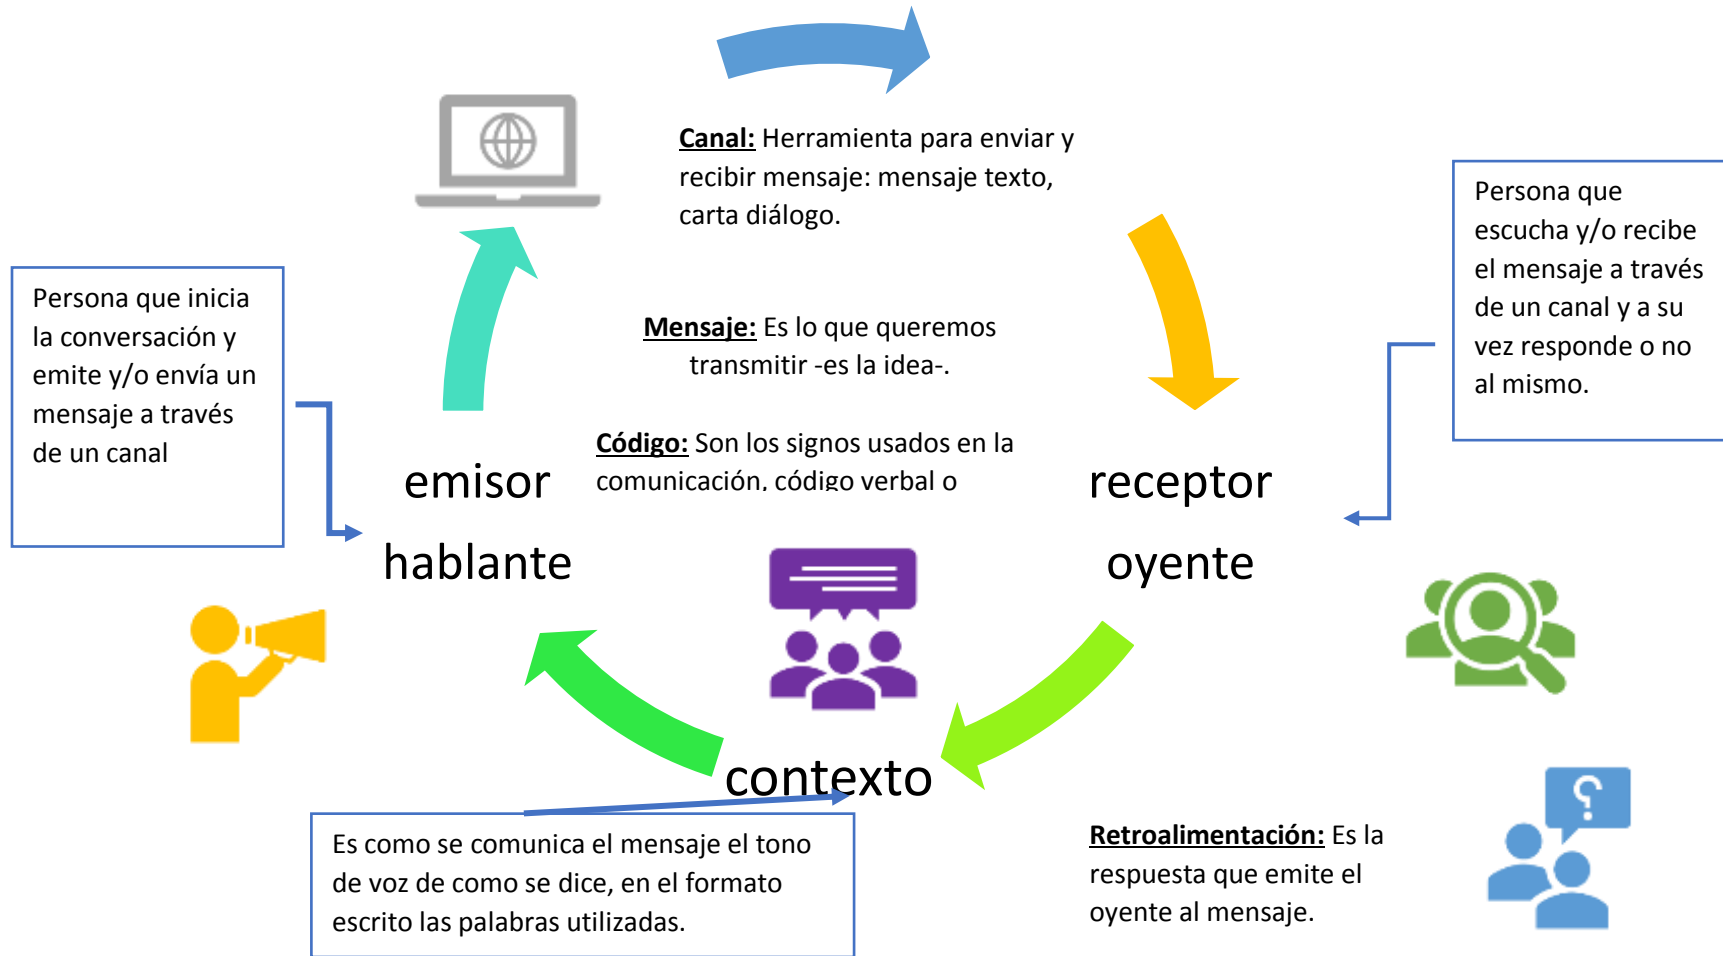 Canal: Herramienta para enviar y
recibir mensaje: mensaje texto,
carta diálogo.
Persona que inicia
la conversación y
emite y/o envía un
mensaje a través
de un canal
Persona que
escucha y/o recibe
el mensaje a través
de un canal y a su
vez responde o no
al mismo.
Mensaje: Es lo que queremos
transmitir -es la idea-.
Código: Son los signos usados en la
comunicación, código verbal o
emisor
hablante
receptor
oyente
contexto
Es como se comunica el mensaje el tono
de voz de como se dice, en el formato
escrito las palabras utilizadas.
Retroalimentación: Es la
respuesta que emite el
oyente al mensaje.
?